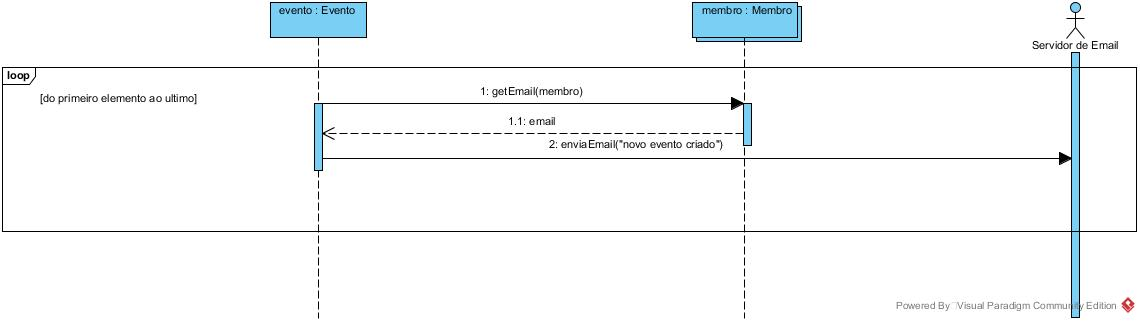 evento : Evento
membro : Membro
Servidor de Email
loop
[do primeiro elemento ao ultimo]
1: getEmail(membro)
1.1: email
2: enviaEmail("novo evento criado")
Powered By Visual Paradigm Community Edition